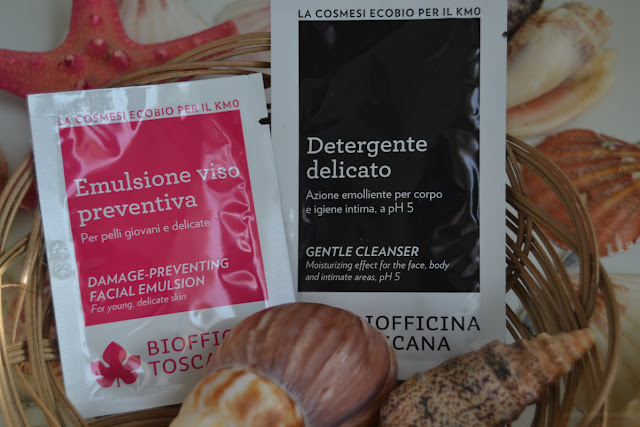 LA COSMESI ECOBIO PER IL KM0
Emulsione viso
preventiva
Per pelli giovani e delicate
DAMAGE-PREVENTING
FACIAL EMULSION
For young, delicate skin
LA COSMESI ECOBIO PER IL KM0
Detergente
delicato
Azione emolliente per corpo
e igiene intima, a pH 5
GENTLE CLEANSER
Moisturizing effect for the face, body
and intimate areas, pH 5
BIOFFICINA